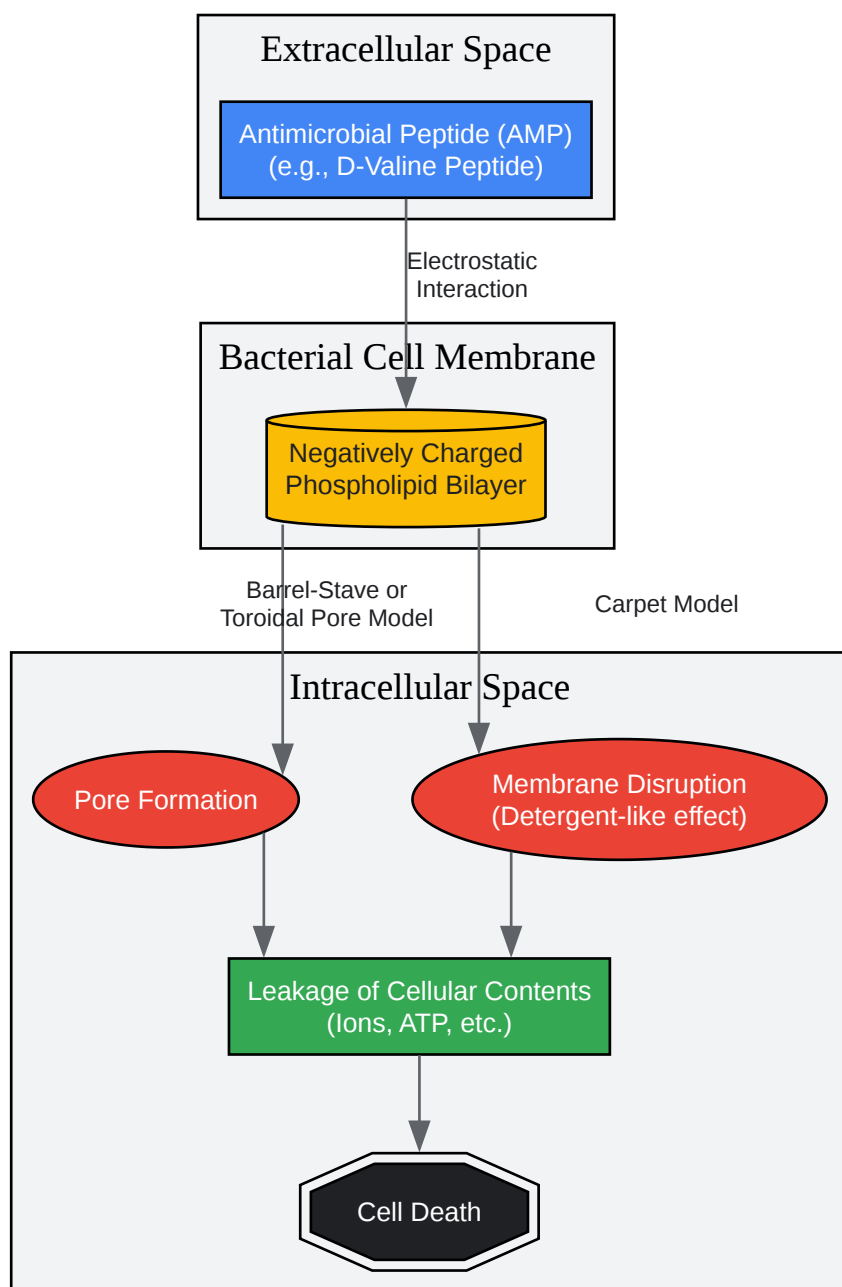 Extracellular Space
Antimicrobial Peptide (AMP)
(e.g., D-Valine Peptide)
Electrostatic
Interaction
Bacterial Cell Membrane
Negatively Charged
Phospholipid Bilayer
Barrel-Stave or
Toroidal Pore Model
Carpet Model
Intracellular Space
Pore Formation
Membrane Disruption
(Detergent-like effect)
Leakage of Cellular Contents
(Ions, ATP, etc.)
Cell Death